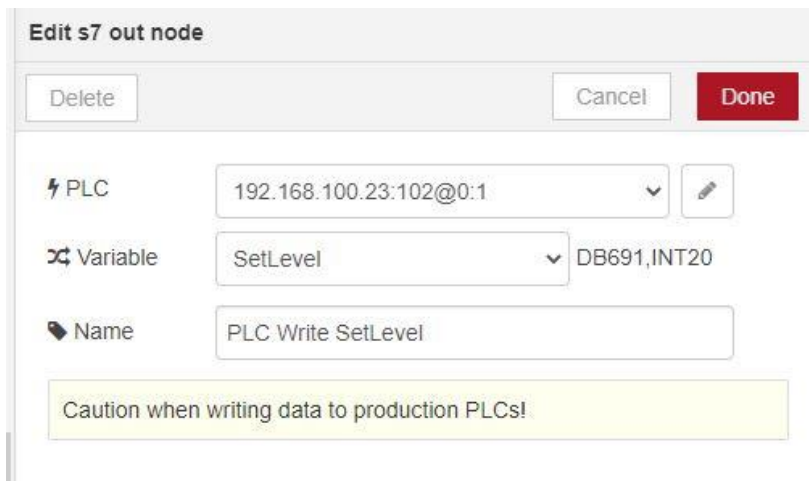 Edit s7 out node
Delete Cancel Done
PLC 192.168.100.23:102@0:1
Variable SetLevel DB691,INT20
Name PLC Write SetLevel
Caution when writing data to production PLCs!